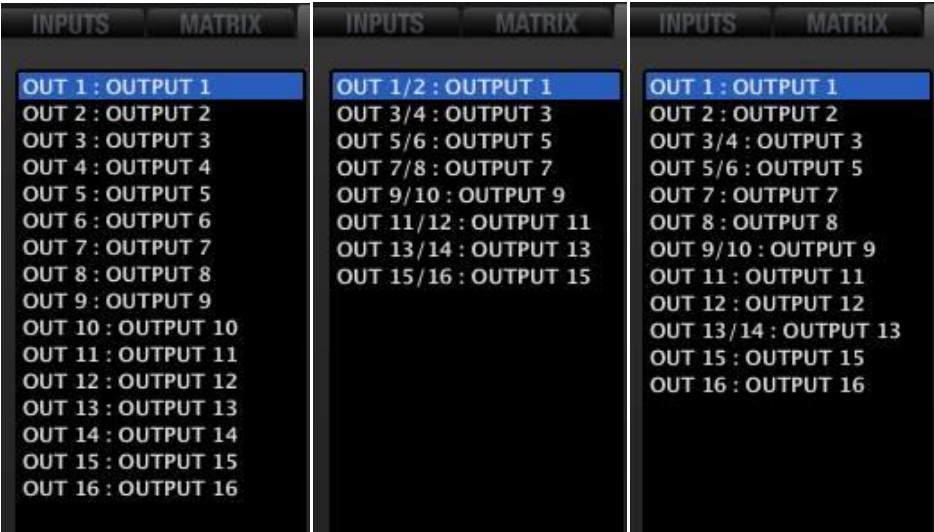 INPUTS MATRIX
OUT 1 : OUTPUT 1
OUT 2 : OUTPUT 2
OUT 3 : OUTPUT 3
OUT 4 : OUTPUT 4
OUT 5 : OUTPUT 5
OUT 6 : OUTPUT 6
OUT 7 : OUTPUT 7
OUT 8 : OUTPUT 8
OUT 9 : OUTPUT 9
OUT 10 : OUTPUT 10
OUT 11 : OUTPUT 11
OUT 12 : OUTPUT 12
OUT 13 : OUTPUT 13
OUT 14 : OUTPUT 14
OUT 15 : OUTPUT 15
OUT 16 : OUTPUT 16
INPUTS MATRIX
OUT 1/2 : OUTPUT 1
OUT 3/4 : OUTPUT 3
OUT 5/6 : OUTPUT 5
OUT 7/8 : OUTPUT 7
OUT 9/10 : OUTPUT 9
OUT 11/12 : OUTPUT 11
OUT 13/14 : OUTPUT 13
OUT 15/16 : OUTPUT 15
INPUTS MATRIX
OUT 1 : OUTPUT 1
OUT 2 : OUTPUT 2
OUT 3/4 : OUTPUT 3
OUT 5/6 : OUTPUT 5
OUT 7 : OUTPUT 7
OUT 8 : OUTPUT 8
OUT 9/10 : OUTPUT 9
OUT 11 : OUTPUT 11
OUT 12 : OUTPUT 12
OUT 13/14 : OUTPUT 13
OUT 15 : OUTPUT 15
OUT 16 : OUTPUT 16